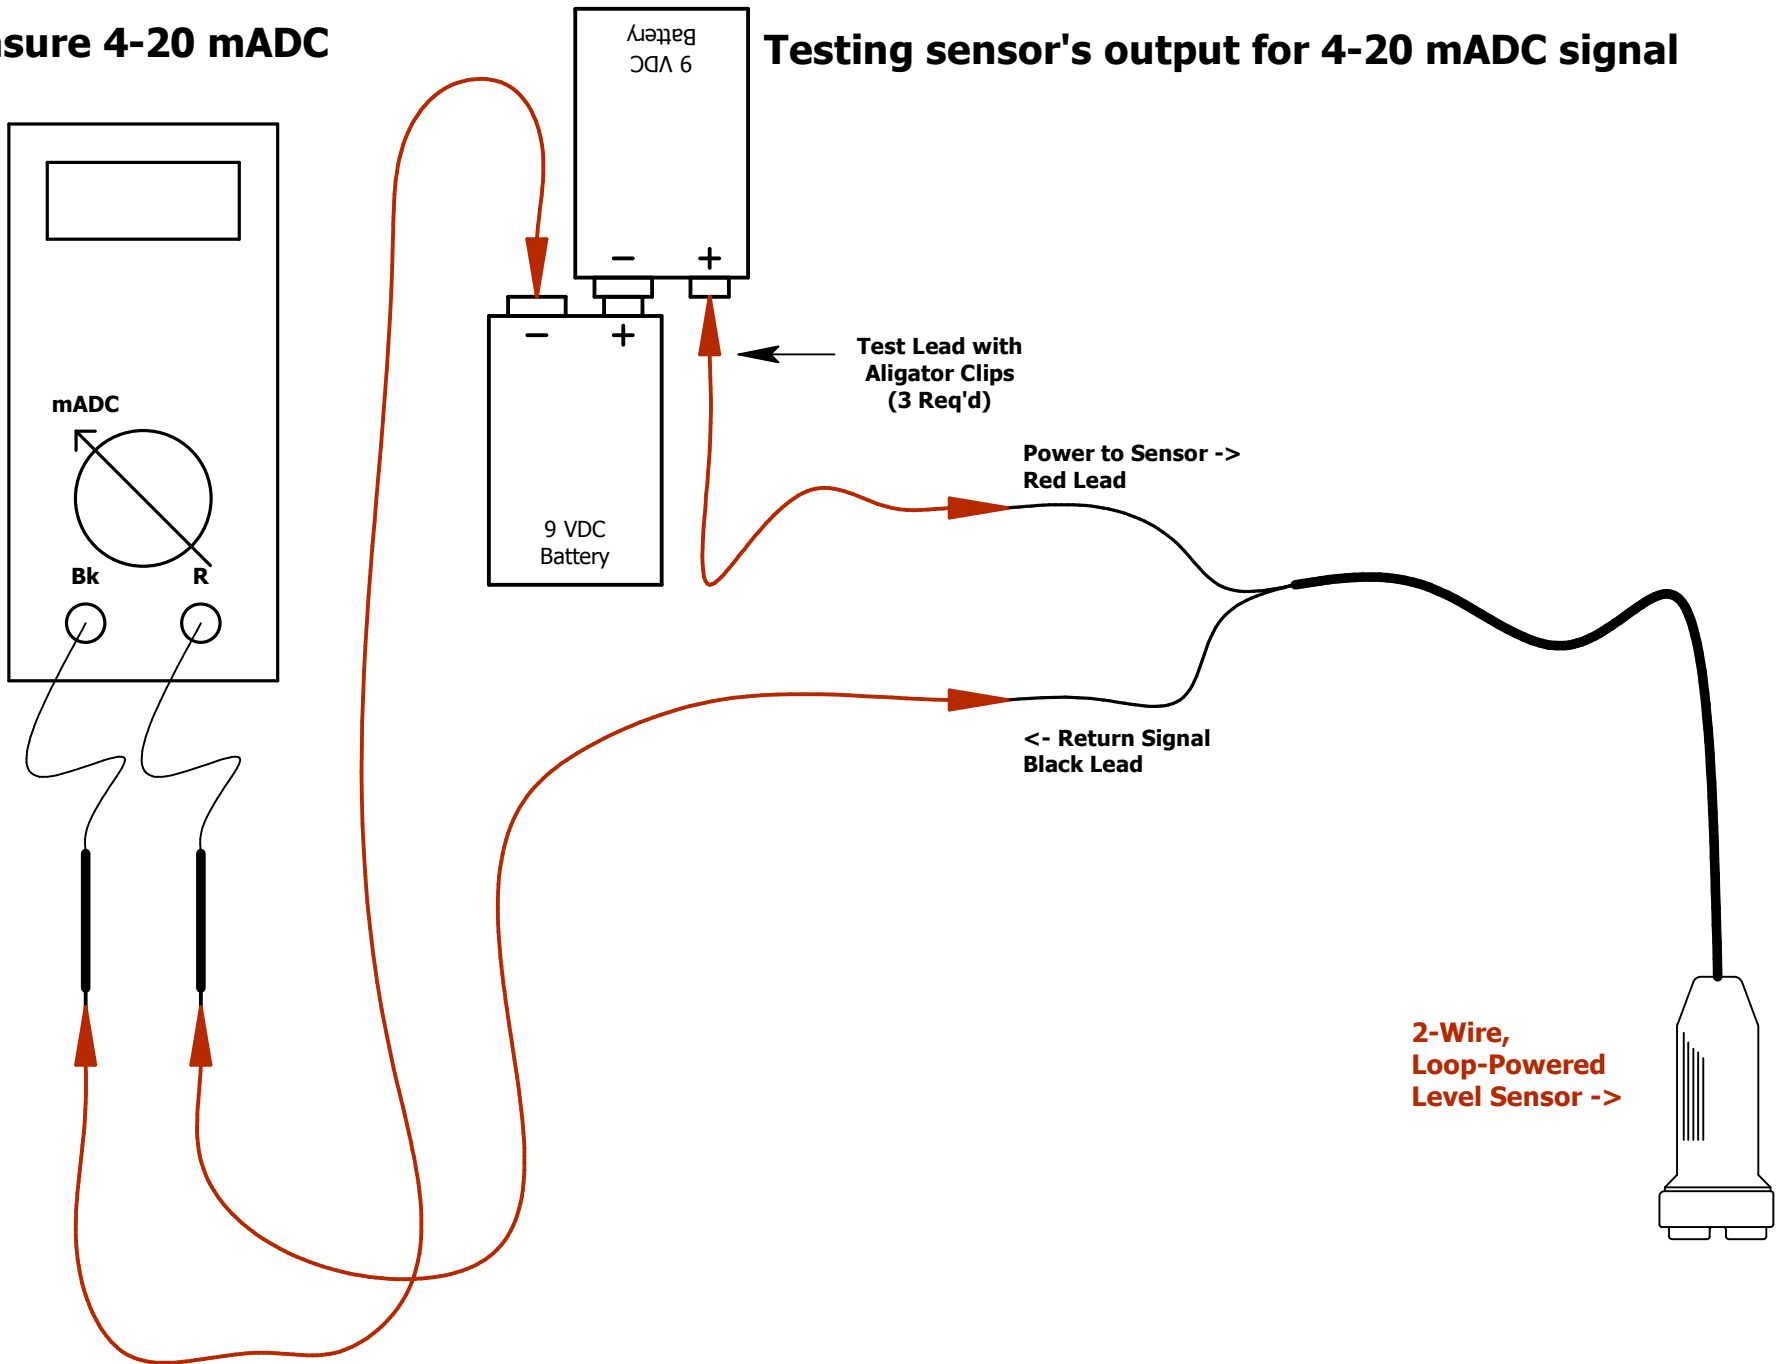 sure 4-20 mADC
Testing sensor's output for 4-20 mADC signal
9 VDC
Battery
− +
− +
Test Lead with
Aligator Clips
(3 Req'd)
mADC
Power to Sensor ->
Red Lead
9 VDC
Battery
Bk R
<- Return Signal
Black Lead
2-Wire,
Loop-Powered
Level Sensor ->